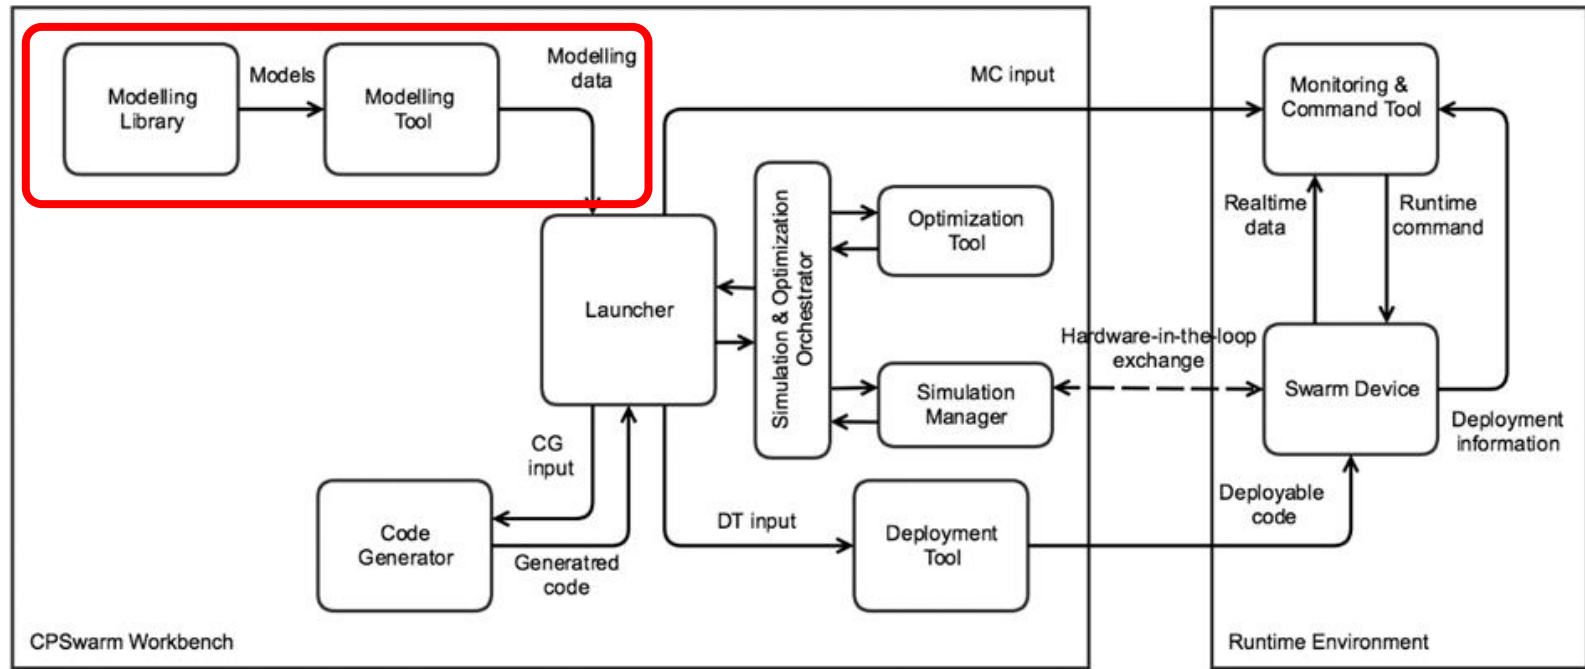 Modelling
Library
Models
Modelling
Tool
Modelling
data
MC input
Monitoring &
Command Tool
Simulation & Optimization
Orchestrator
Optimization
Tool
Realtime
data
Runtime
command
Launcher
Hardware-in-the-loop
exchange
Simulation
Manager
Swarm Device
Deployment
information
CG
input
Code
Generator
Generatred
code
DT input
Deployment
Tool
Deployable
code
CPSwarm Workbench
Runtime Environment